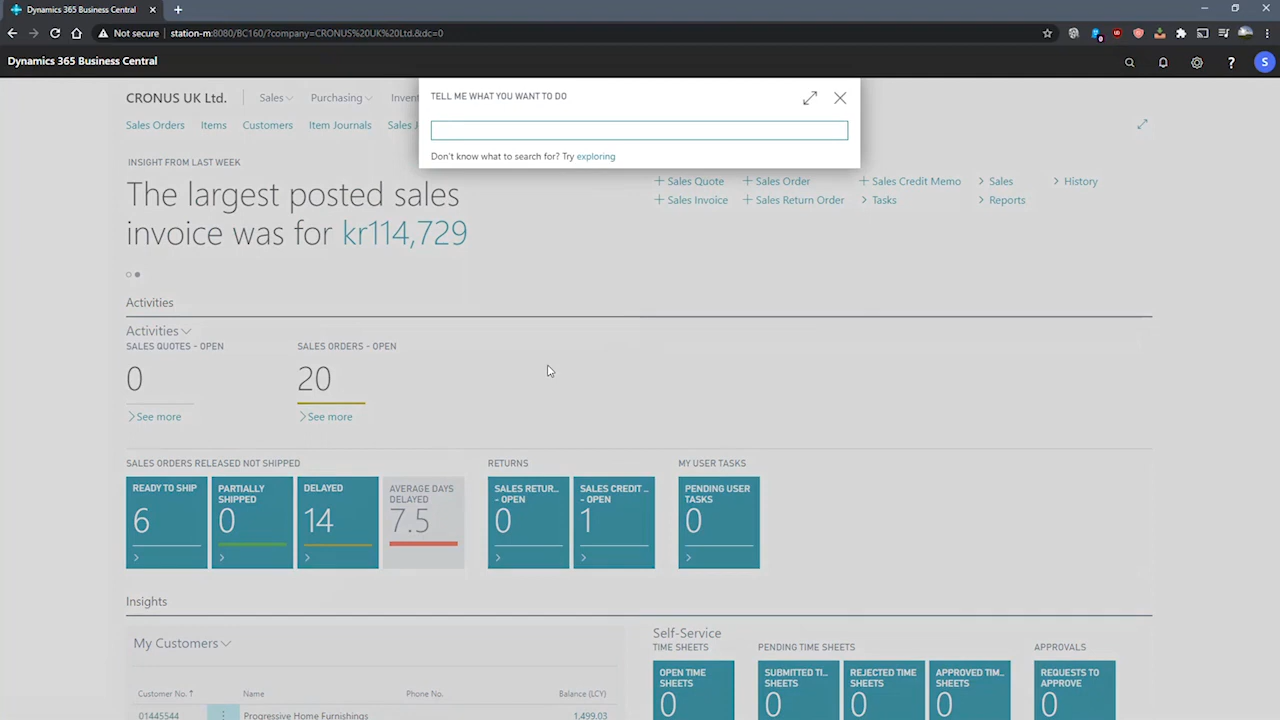 Dynamics 365 Business Central
Not secure station-m:8080/BC160/?company=CRONUS%20UK%20Ltd.&dc=0
Dynamics 365 Business Central
? S
TELL ME WHAT YOU WANT TO DO
Don't know what to search for? Try exploring
CRONUS UK Ltd. Sales Purchasing Invent
Sales Orders Items Customers Item Journals Sales J
INSIGHT FROM LAST WEEK
The largest posted sales
invoice was for kr114,729
+ Sales Quote + Sales Order + Sales Credit Memo > Sales > History
+ Sales Invoice + Sales Return Order > Tasks > Reports
Activities
Activities
SALES QUOTES - OPEN SALES ORDERS - OPEN
0 20
>See more >See more
SALES ORDERS RELEASED NOT SHIPPED RETURNS MY USER TASKS
READY TO SHIP
6
PARTIALLY
SHIPPED
0
DELAYED
14
AVERAGE DAYS
DELAYED
7.5
SALES RETUR...
- OPEN
0
SALES CREDIT ...
- OPEN
1
PENDING USER
TASKS
0
Insights
My Customers
Customer No. ↑ Name Phone No. Balance (LCY)
01445544 Progressive Home Furnishings 1,499.03
Self-Service
TIME SHEETS PENDING TIME SHEETS APPROVALS
OPEN TIME
SHEETS
0
SUBMITTED TI...
SHEETS
0
REJECTED TIME
SHEETS
0
APPROVED TIM...
SHEETS
0
REQUESTS TO
APPROVE
0